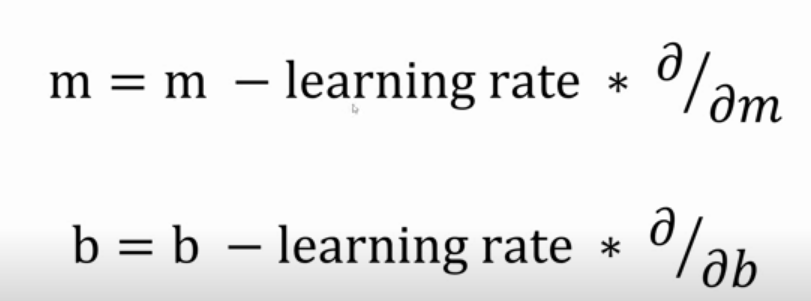 m = m − learning rate * ∂/∂m
b = b − learning rate * ∂/∂b